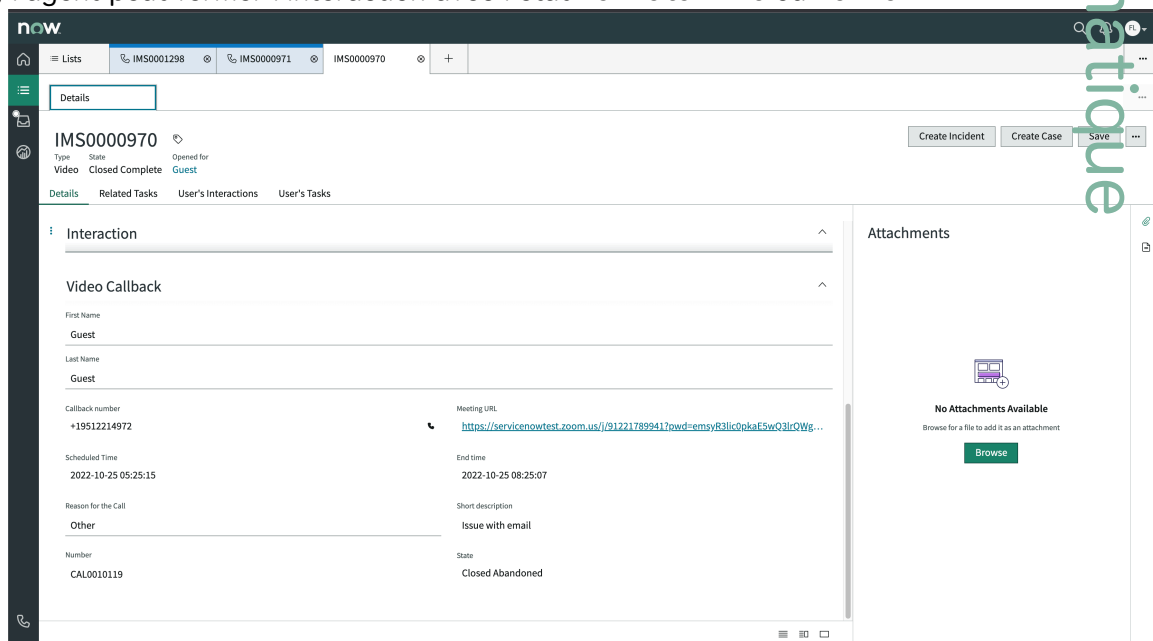 now.
FL
Lists
IMS0001298
IMS0000971
IMS0000970
Details
IMS0000970
Create Incident
Create Case
Save
Type
State
Opened for
Video
Closed Complete
Guest
Details
Related Tasks
User's Interactions
User's Tasks
Interaction
Attachments
Video Callback
First Name
Guest
Last Name
Guest
Callback number
Meeting URL
+19512214972
https://servicenowtest.zoom.us/j/91221789941?pwd=emsyR3lic0pkaE5wQ3lrQWg...
Scheduled Time
End time
2022-10-25 05:25:15
2022-10-25 08:25:07
Reason for the Call
Short description
Other
Issue with email
Number
State
CAL0010119
Closed Abandoned
No Attachments Available
Browse for a file to add it as an attachment
Browse
atique